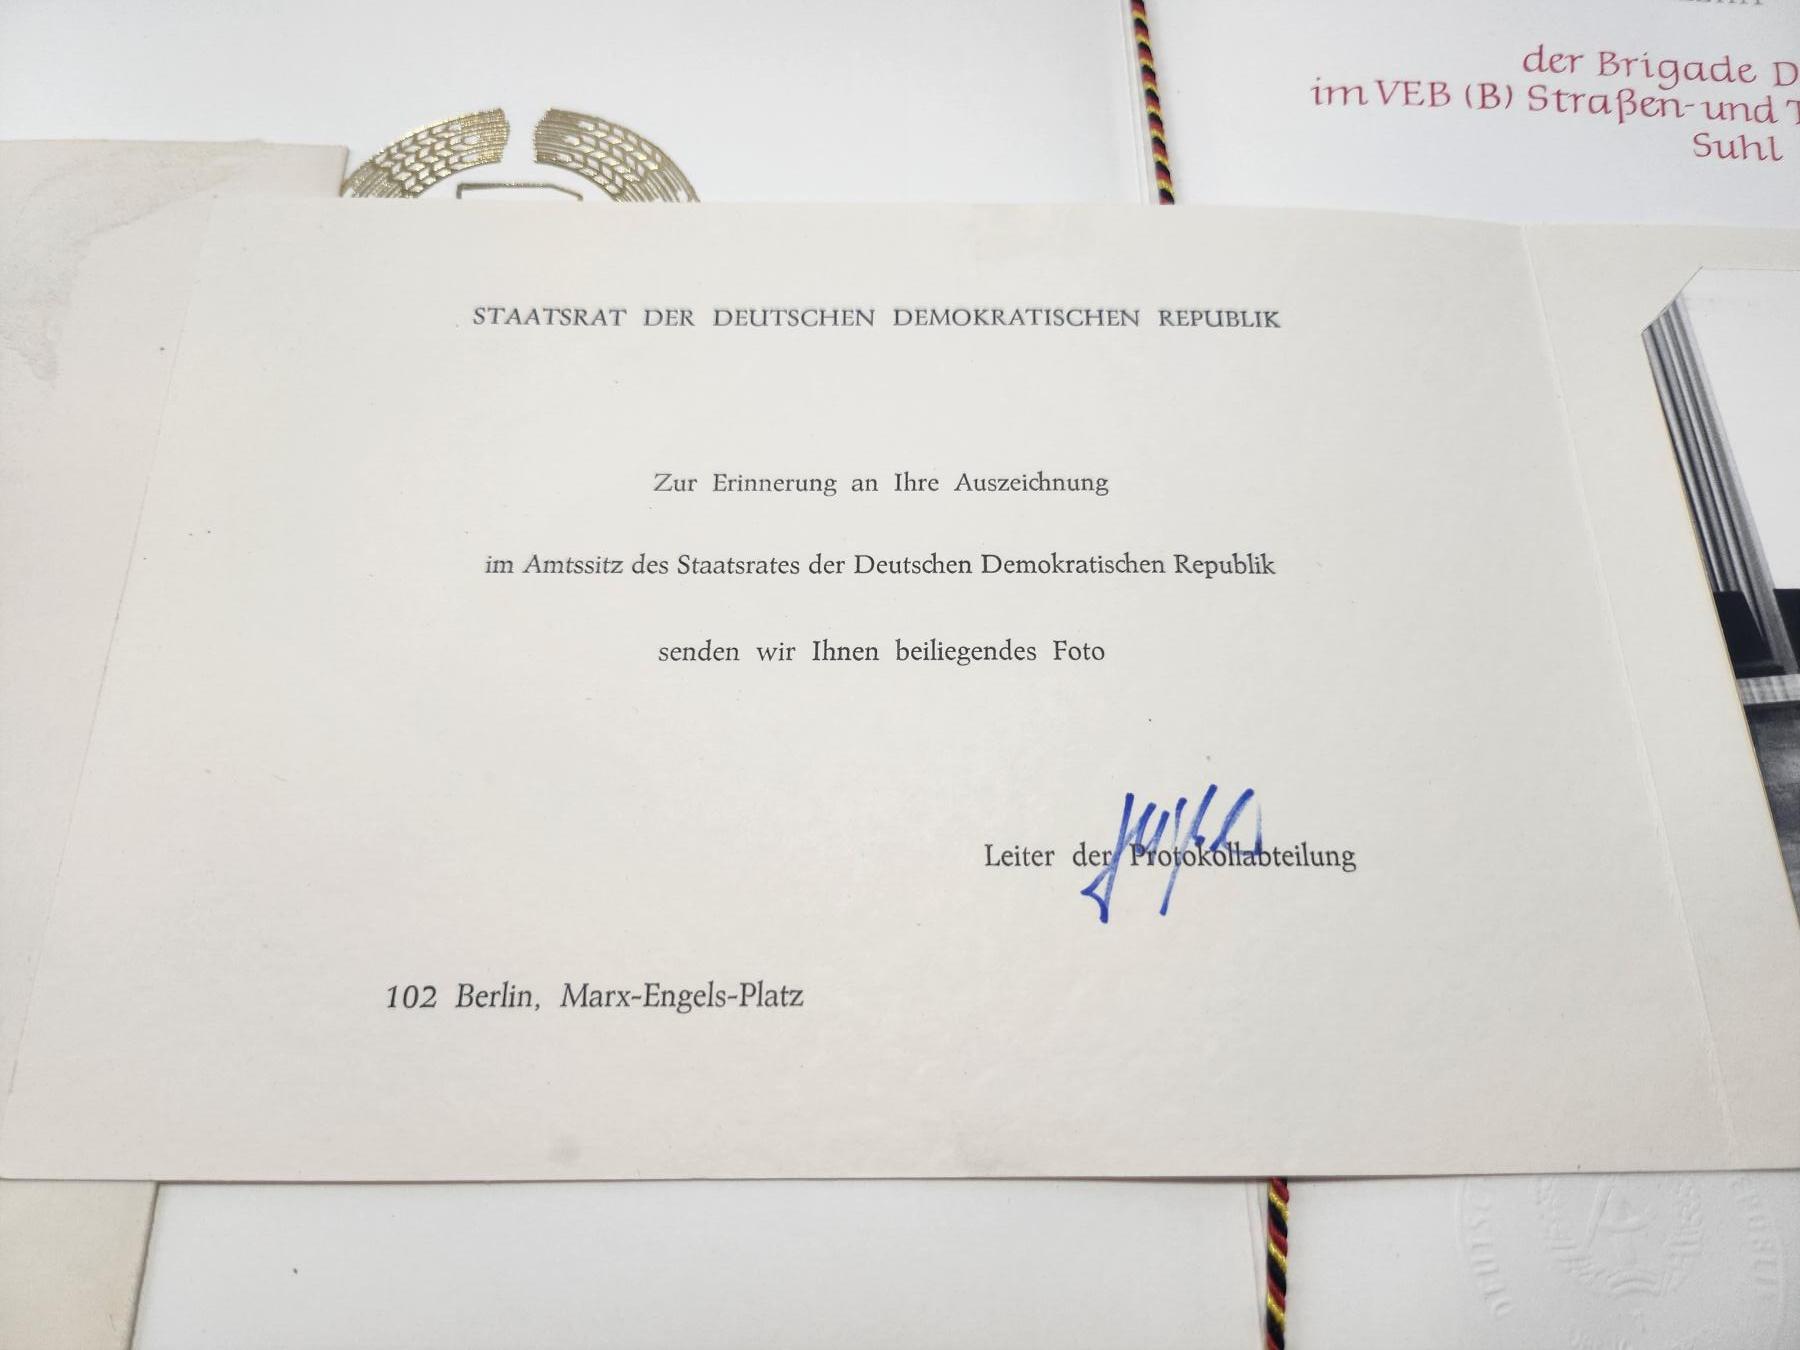 der Brigade
im VEB (B) Straßen- und
Suhl
STAATSRAT DER DEUTSCHEN DEMOKRATISCHEN REPUBLIK
Zur Erinnerung an Ihre Auszeichnung
im Amtssitz des Staatsrates der Deutschen Demokratischen Republik
senden wir Ihnen beiliegendes Foto
Leiter der Protokollabteilung
102 Berlin, Marx-Engels-Platz